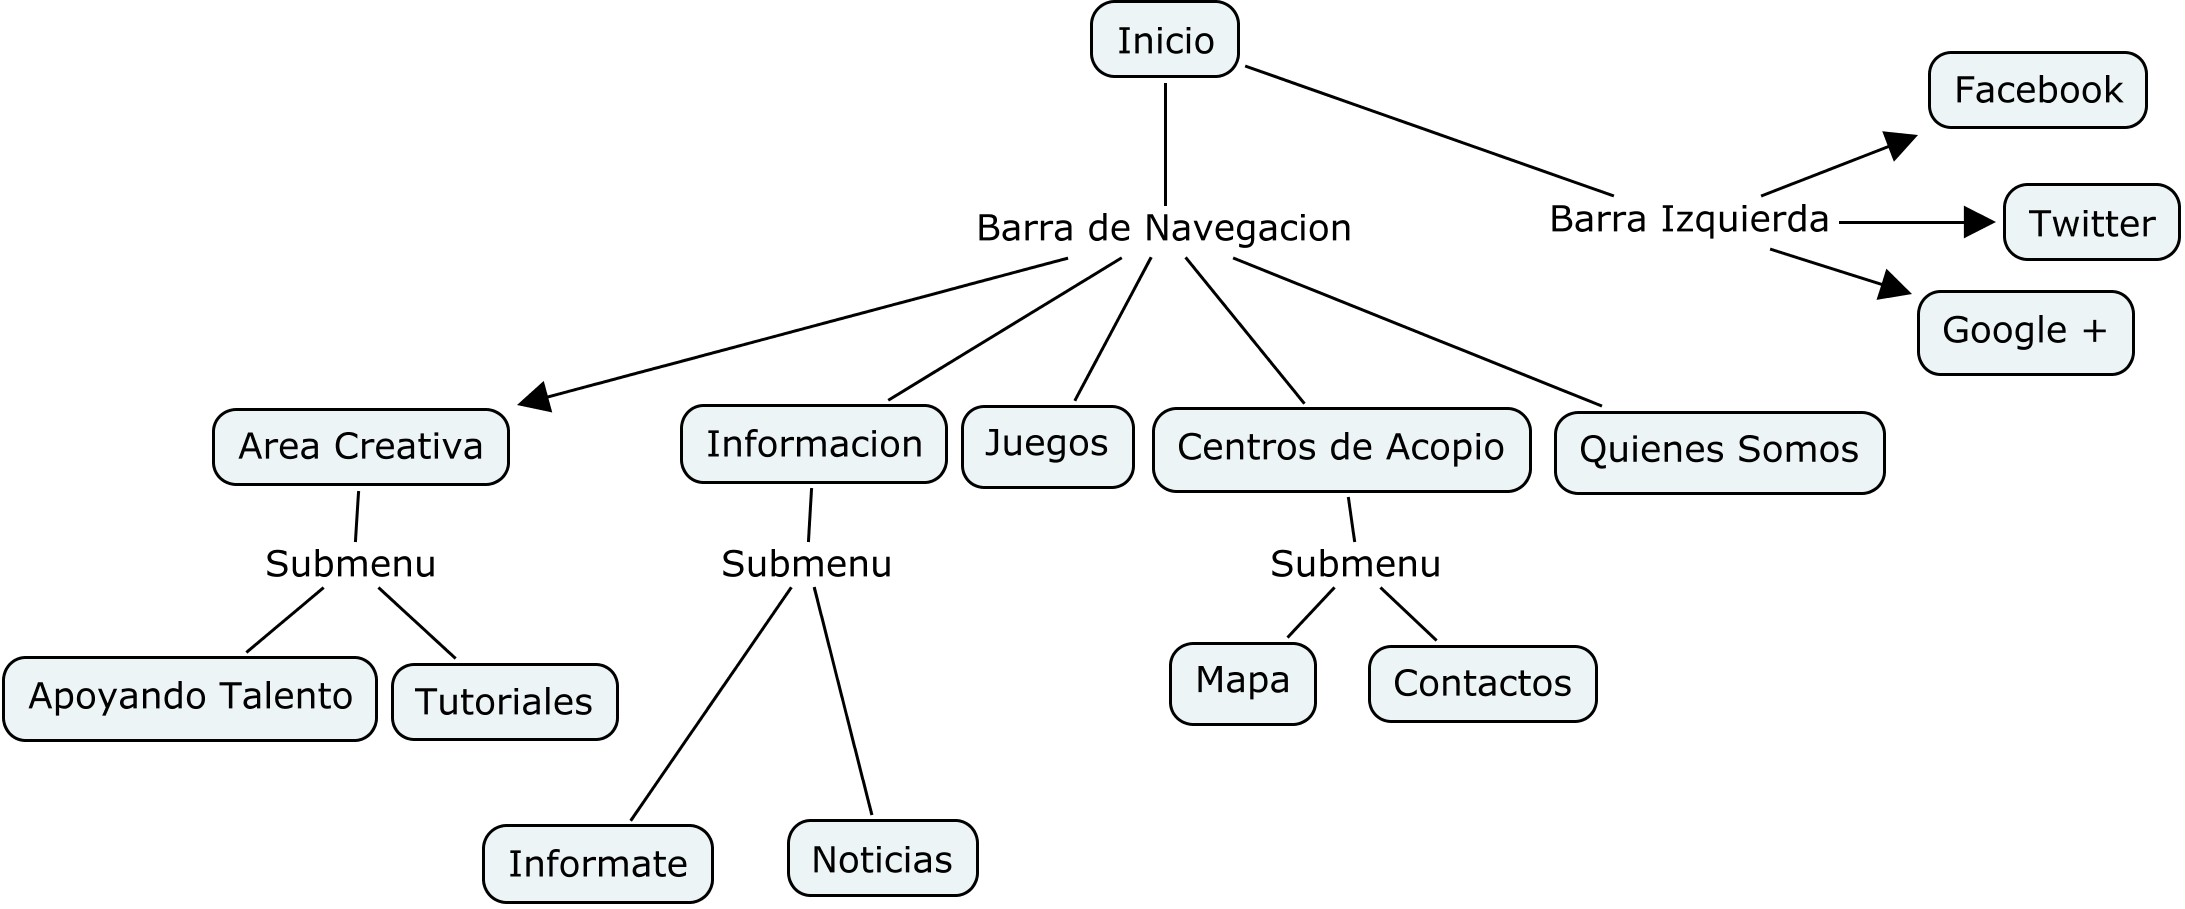 Inicio
Facebook
Barra de Navegacion
Barra Izquierda
Twitter
Google +
Area Creativa
Informacion
Juegos
Centros de Acopio
Quienes Somos
Submenu
Submenu
Submenu
Apoyando Talento
Tutoriales
Mapa
Contactos
Informate
Noticias